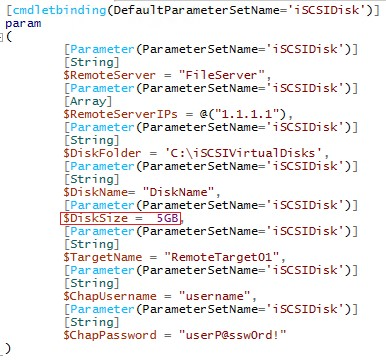 [cmdletbinding(DefaultParameterSetName='iSCSIDisk')]
param
(
[Parameter(ParameterSetName='iSCSIDisk')]
[String]
$RemoteServer = "FileServer",
[Parameter(ParameterSetName='iSCSIDisk')]
[Array]
$RemoteServerIPs = @("1.1.1.1"),
[Parameter(ParameterSetName='iSCSIDisk')]
[String]
$DiskFolder = 'C:\iSCSIVirtualDisks',
[Parameter(ParameterSetName='iSCSIDisk')]
[String]
$DiskName= "DiskName",
[Parameter(ParameterSetName='iSCSIDisk')]
$DiskSize =  5GB,
[Parameter(ParameterSetName='iSCSIDisk')]
[String]
$TargetName = "RemoteTarget01",
[Parameter(ParameterSetName='iSCSIDisk')]
[String]
$ChapUsername = "username",
[Parameter(ParameterSetName='iSCSIDisk')]
[String]
$ChapPassword = "userP@ssw0rd!"
)